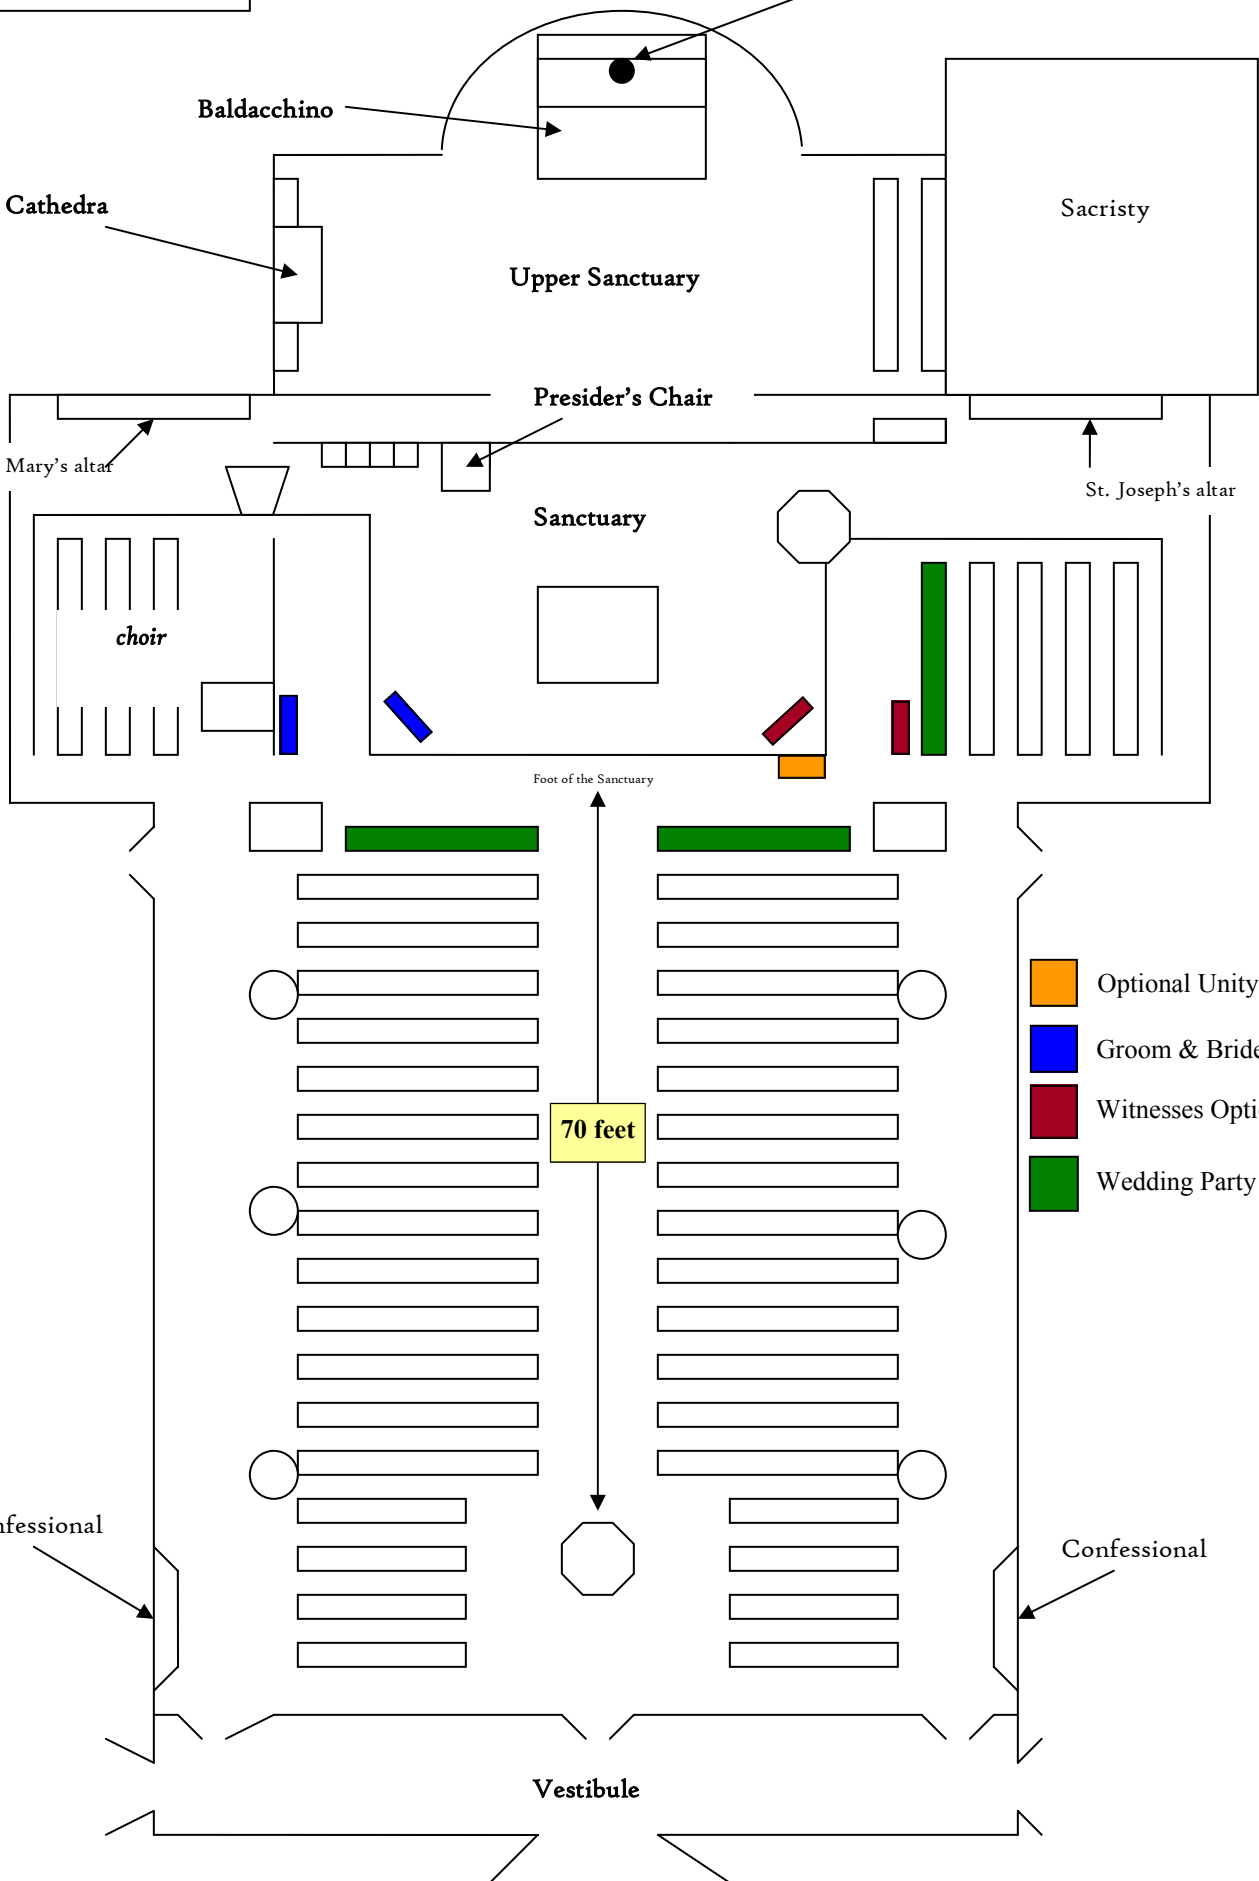 Baldacchino
Cathedra
Sacristy
Upper Sanctuary
Presider's Chair
Mary's altar
St. Joseph's altar
Sanctuary
choir
Foot of the Sanctuary
Optional Unity
Groom & Bride
Witnesses Opti
70 feet
Wedding Party
nfessional
Confessional
Vestibule